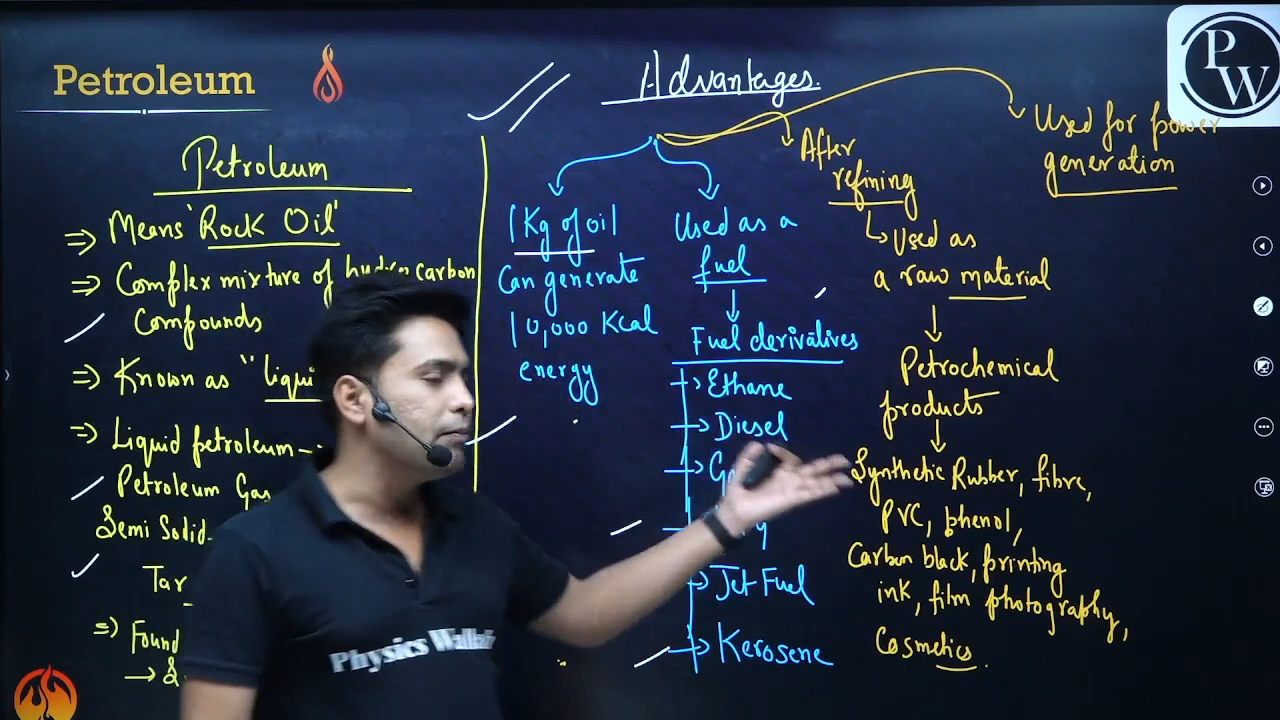 Petroleum
Petroleum
⇒ Means 'Rock Oil'
⇒ Complex mixture of hydrocarbon
Compounds
⇒ Known as "liqui
⇒ Liquid petroleum
Petroleum Gas
Semi Solid
Tar
⇒ Found
→
Advantages.
1 Kg of oil
Can generate
10,000 Kcal
energy
Used as a
fuel
Fuel derivatives
→ Ethane
→ Diesel
→
→ Jet Fuel
→ Kerosene
After
refining
Used as
a raw material
Petrochemical
products
Synthetic Rubber, fibre,
PVC, phenol,
Carbon black, printing
ink, film photography,
Cosmetics.
Used for power
generation
PW
Physics Wallah